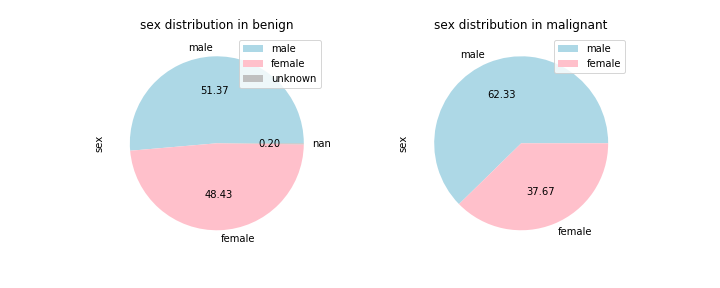 sex distribution in benign
male
male
female
unknown
51.37
sex
0.20
nan
48.43
female
sex distribution in malignant
male
male
female
62.33
sex
37.67
female